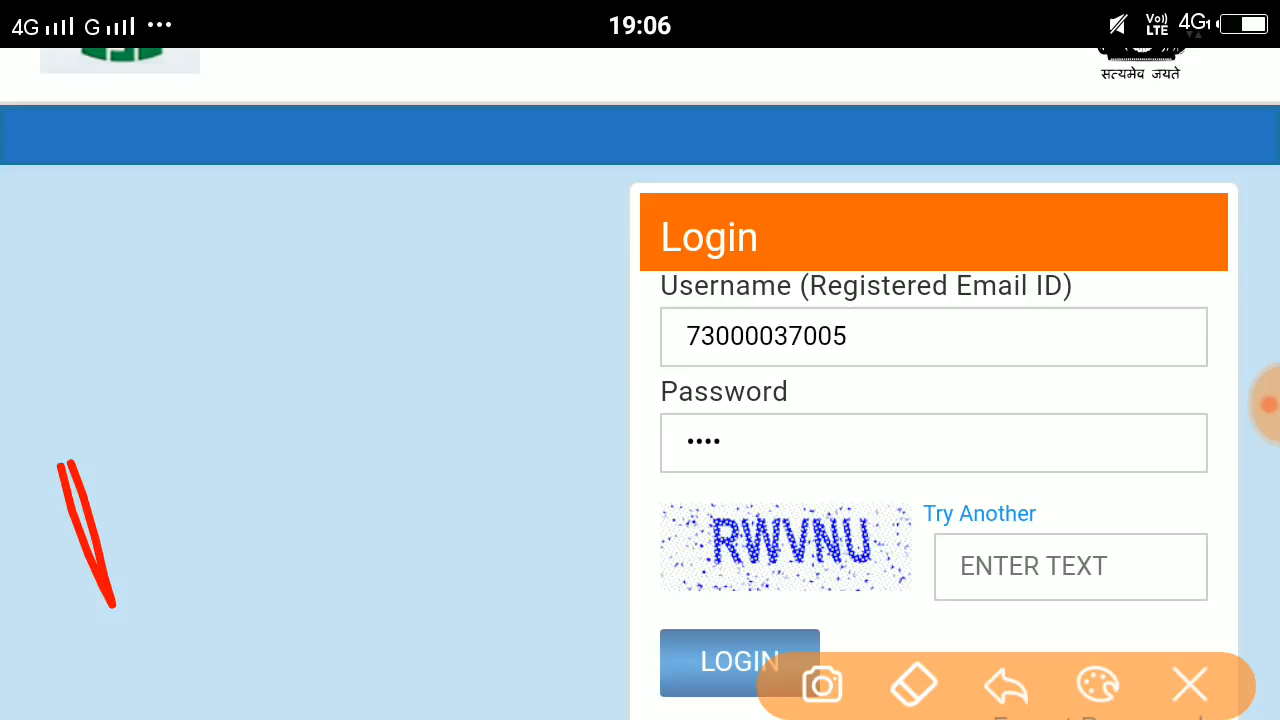 4G G ••• 19:06 Vo)) LTE 4G
सत्यमेव जयते
Login
Username (Registered Email ID)
73000037005
Password
••••
RWVNU
Try Another
ENTER TEXT
LOGIN